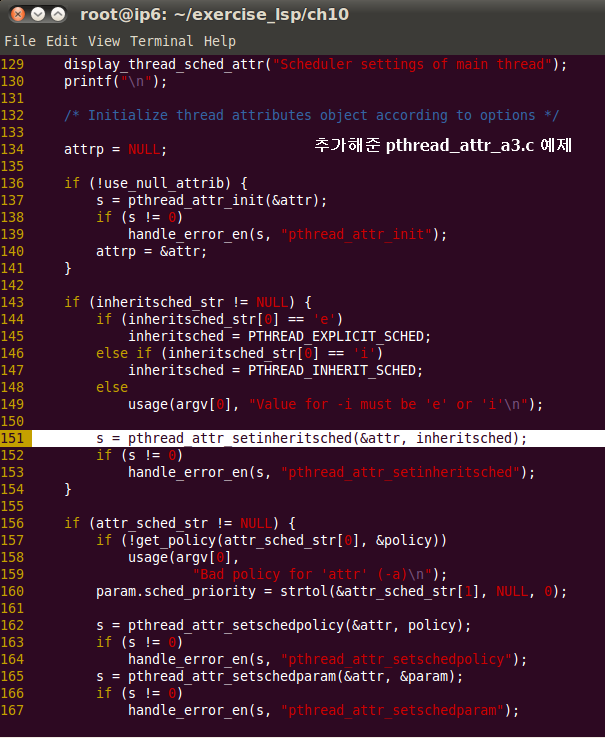 root@ip6: ~/exercise_lsp/ch10
File Edit View Terminal Help
129     display_thread_sched_attr("Scheduler settings of main thread");
130     printf("\n");
131
132     /* Initialize thread attributes object according to options */
133
추가해준 pthread_attr_a3.c 예제
134     attrp = NULL;
135
136     if (!use_null_attrib) {
137         s = pthread_attr_init(&attr);
138         if (s != 0)
139             handle_error_en(s, "pthread_attr_init");
140         attrp = &attr;
141     }
142
143     if (inheritsched_str != NULL) {
144         if (inheritsched_str[0] == 'e')
145             inheritsched = PTHREAD_EXPLICIT_SCHED;
146         else if (inheritsched_str[0] == 'i')
147             inheritsched = PTHREAD_INHERIT_SCHED;
148         else
149             usage(argv[0], "Value for -i must be 'e' or 'i'\n");
150
151         s = pthread_attr_setinheritsched(&attr, inheritsched);
152         if (s != 0)
153             handle_error_en(s, "pthread_attr_setinheritsched");
154     }
155
156     if (attr_sched_str != NULL) {
157         if (!get_policy(attr_sched_str[0], &policy))
158             usage(argv[0],
159                     "Bad policy for 'attr' (-a)\n");
160         param.sched_priority = strtol(&attr_sched_str[1], NULL, 0);
161
162         s = pthread_attr_setschedpolicy(&attr, policy);
163         if (s != 0)
164             handle_error_en(s, "pthread_attr_setschedpolicy");
165         s = pthread_attr_setschedparam(&attr, &param);
166         if (s != 0)
167             handle_error_en(s, "pthread_attr_setschedparam");